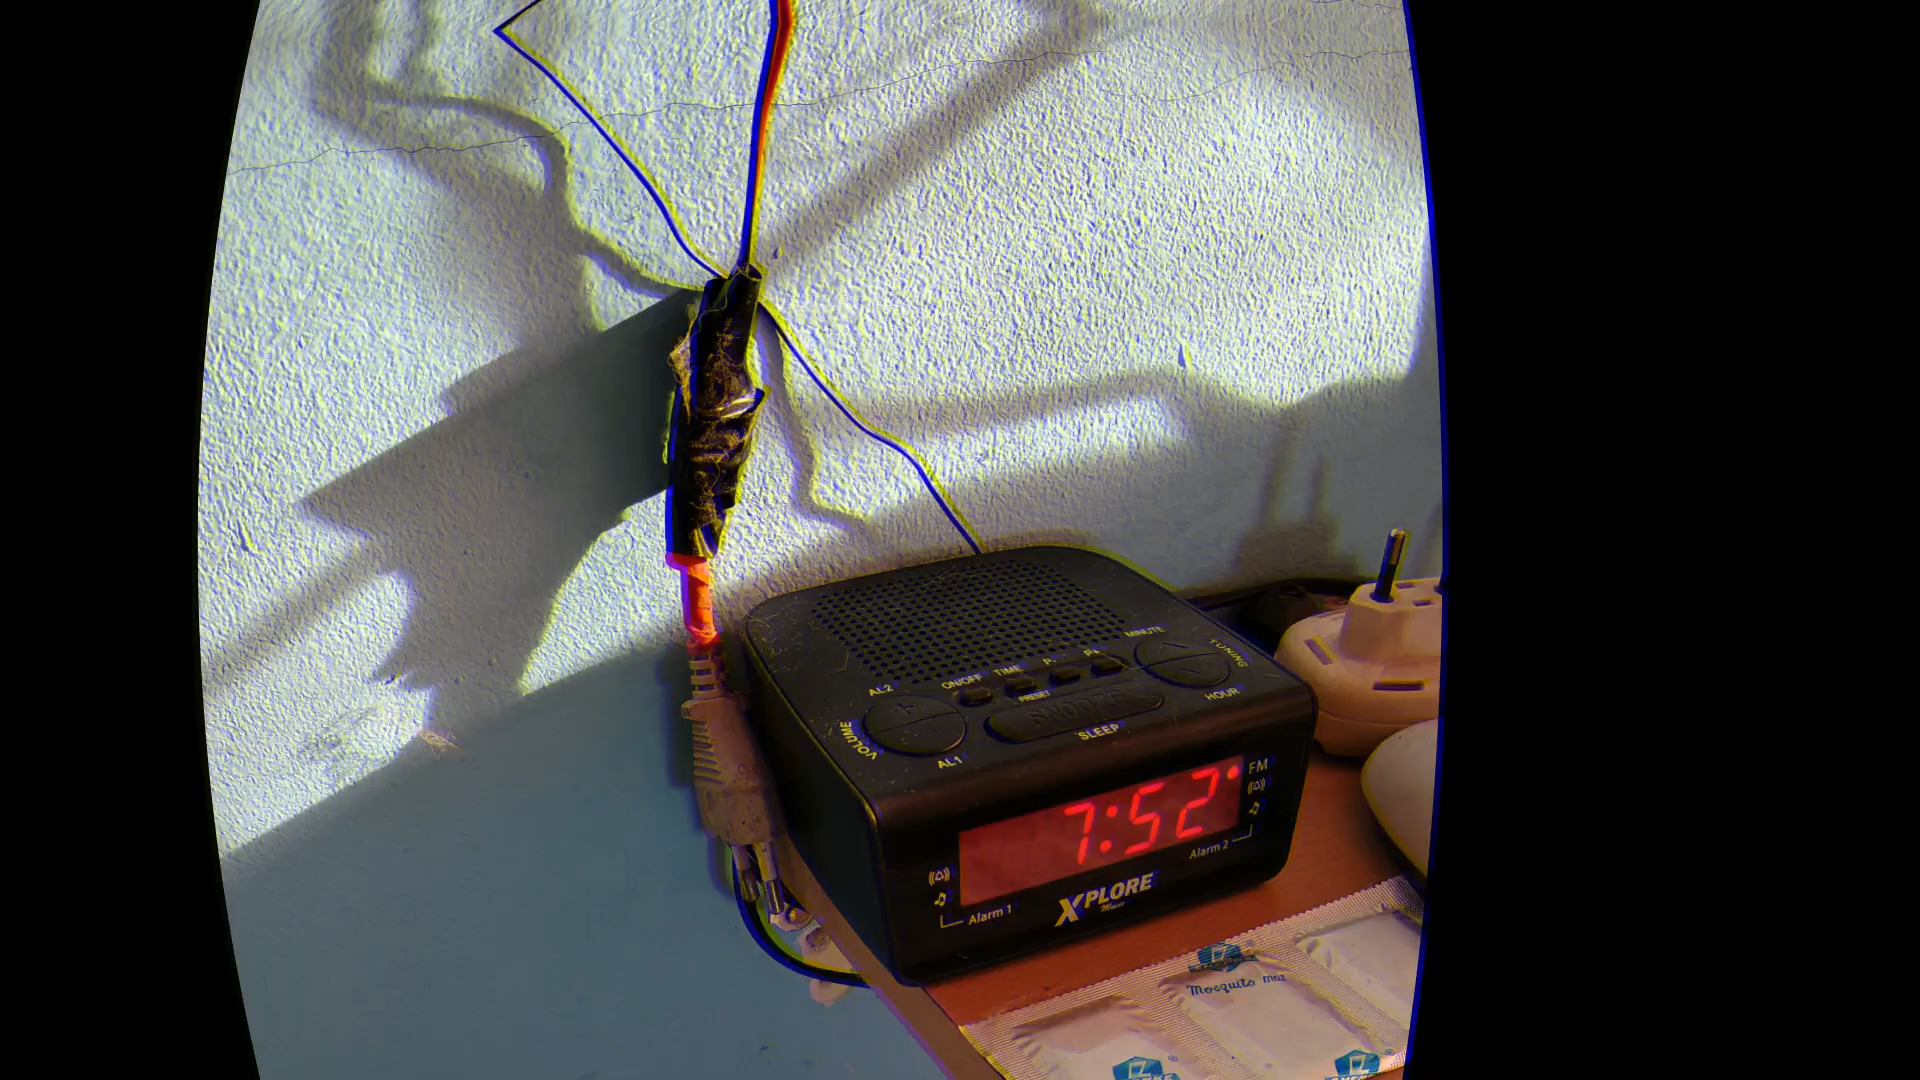 MINUTE
TUNING
P+
P-
TIME
ON/OFF
PRESET
AL2
HOUR
SNOOZE
SLEEP
VOLUME
AL1
FM
7:52
Alarm 2
Alarm 1
XPLORE
Music
Mosquito mat